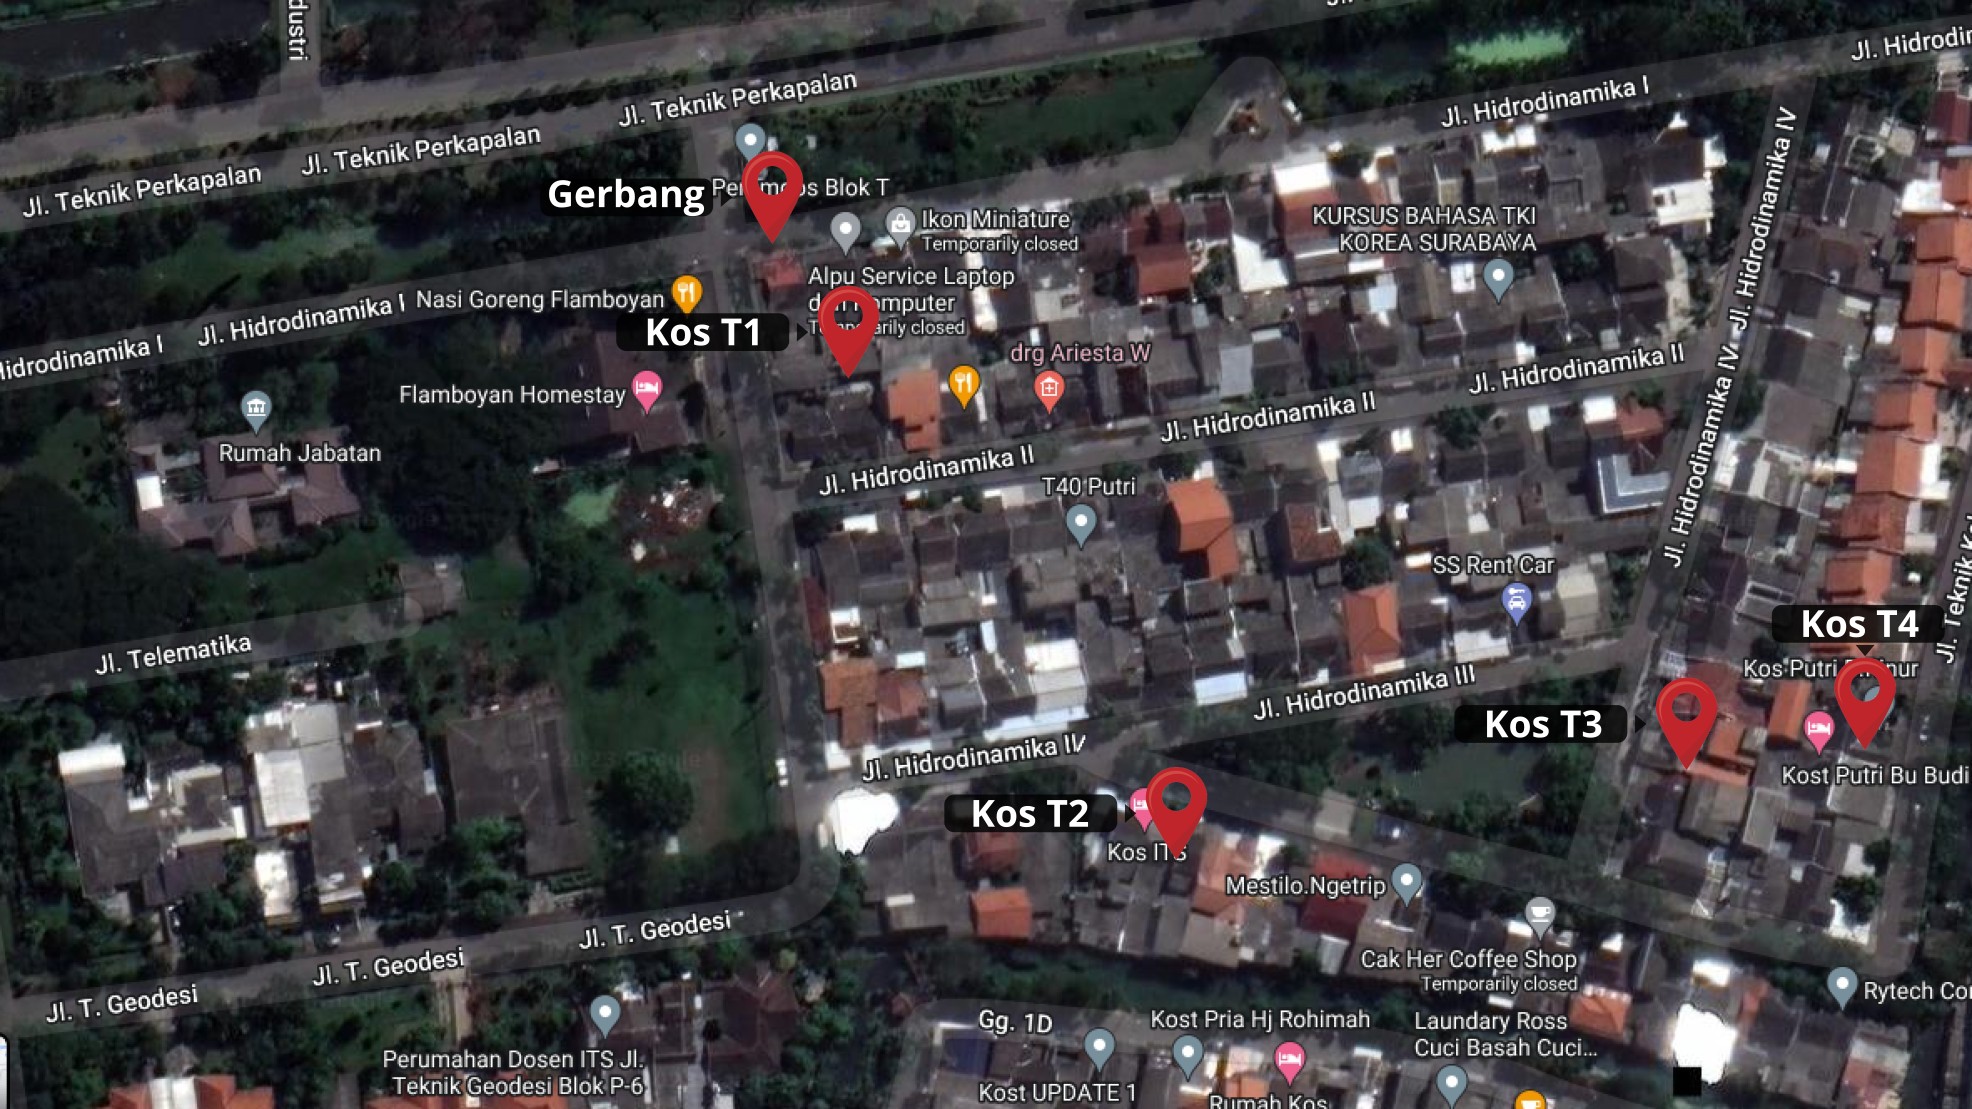 dustri
Jl. Teknik Perkapalan
Jl. Teknik Perkapalan
Jl. Teknik Perkapalan
Jl. Hidrodinamika I
Gerbang
Blok T
Ikon Miniature
Temporarily closed
KURSUS BAHASA TKI
KOREA SURABAYA
Jl. Hidrodinamika IV
Alpu Service Laptop
Nasi Goreng Flamboyan
Jl. Hidrodinamika I
Hidrodinamika I
Kos T1
drg Ariesta W
Flamboyan Homestay
Jl. Hidrodinamika II
Jl. Hidrodinamika II
Jl. Hidrodinamika II
Jl. Hidrodinamika IV
Rumah Jabatan
T40 Putri
SS Rent Car
Jl. Telematika
Kos T4
Kos Putri
Jl. Hidrodinamika III
Kos T3
Jl. Hidrodinamika IV
Kost Putri Bu Budi
Kos T2
Kos ITS
Mestilo.Ngetrip
Jl. T. Geodesi
Jl. T. Geodesi
Jl. T. Geodesi
Cak Her Coffee Shop
Temporarily closed
Rytech
Gg. 1D
Kost Pria Hj Rohimah
Laundary Ross
Cuci Basah Cuci...
Perumahan Dosen ITS Jl.
Teknik Geodesi Blok P-6
Kost UPDATE 1
Rumah Kos